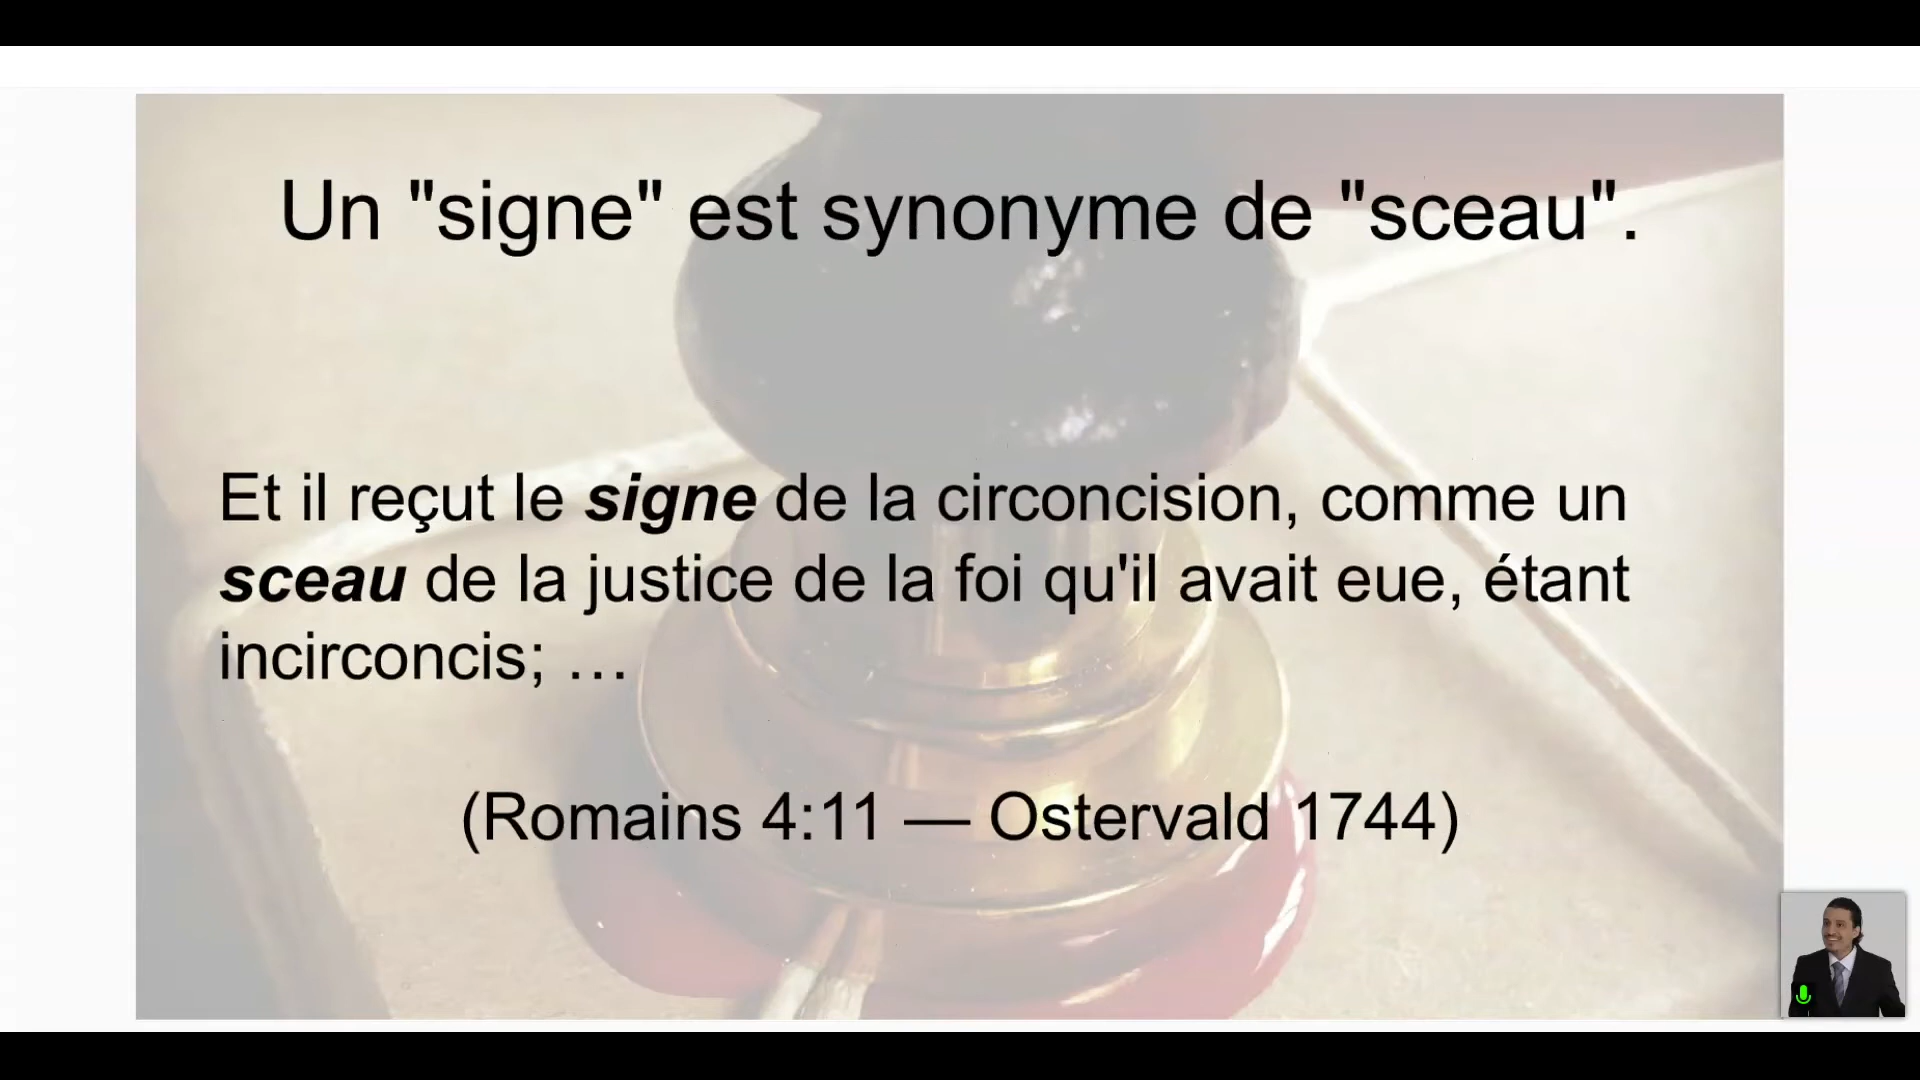 Un "signe" est synonyme de "sceau".
Et il reçut le signe de la circoncision, comme un
sceau de la justice de la foi qu'il avait eue, étant
incirconcis; …
(Romains 4:11 — Ostervald 1744)